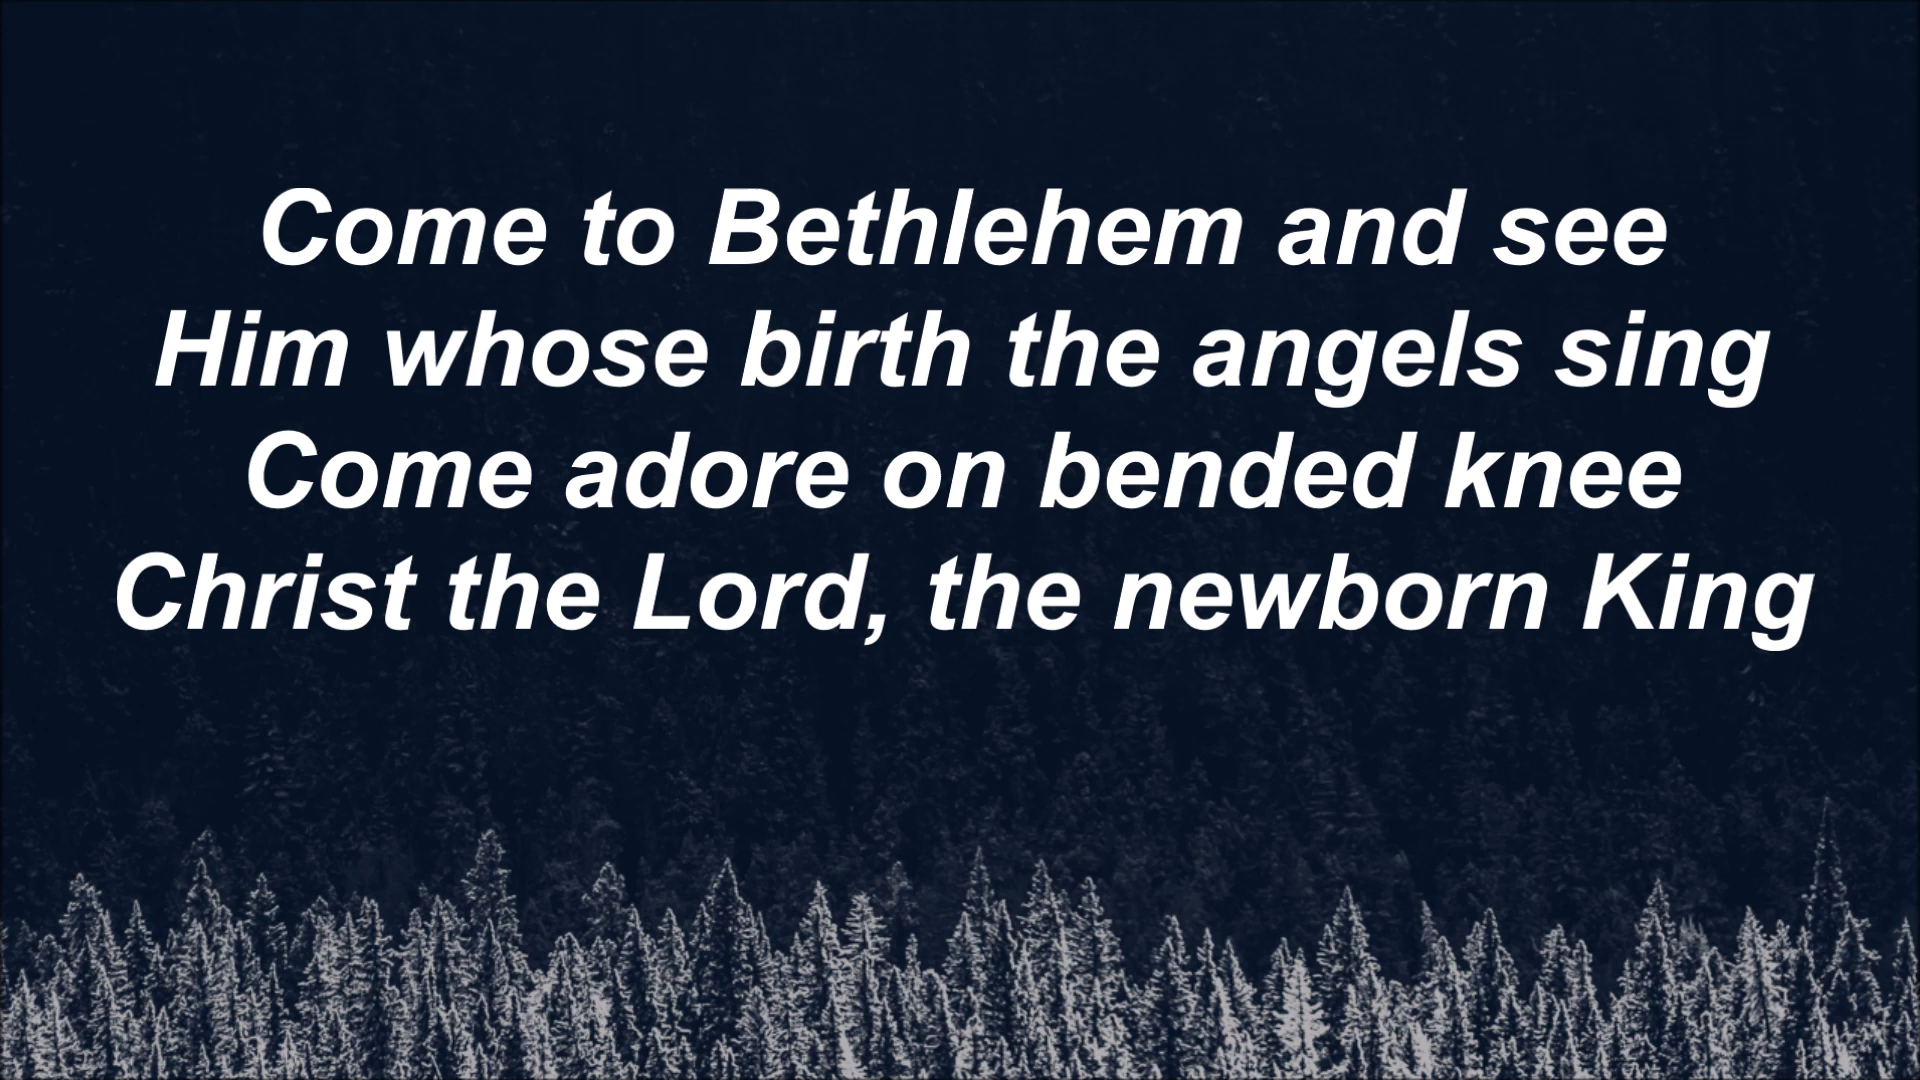 Come to Bethlehem and see
Him whose birth the angels sing
Come adore on bended knee
Christ the Lord, the newborn King